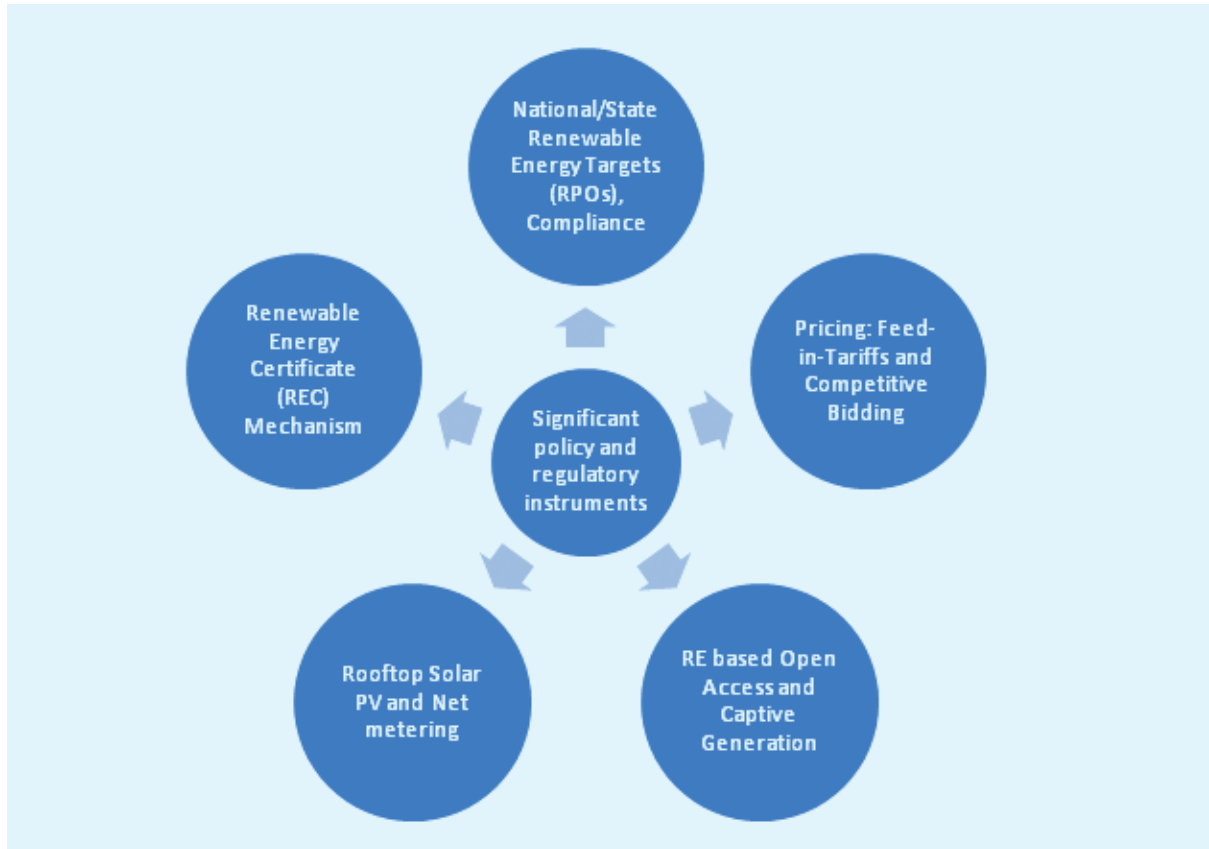 National/State
Renewable
Energy Targets
(RPOs),
Compliance
Renewable
Energy
Certificate
(REC)
Mechanism
Pricing: Feed-
in-Tariffs and
Competitive
Bidding
Significant
policy and
regulatory
instruments
Rooftop Solar
PV and Net
metering
RE based Open
Access and
Captive
Generation